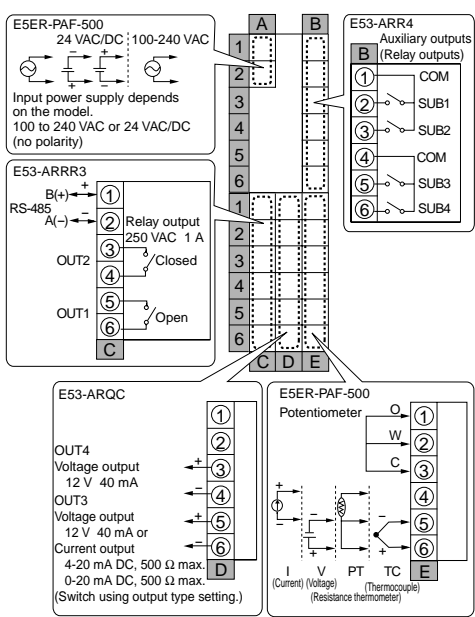 E5ER-PAF-500
24 VAC/DC 100-240 VAC
Input power supply depends
on the model.
100 to 240 VAC or 24 VAC/DC
(no polarity)
A B
1
2
3
4
5
6
1
2
3
4
5
6
C D E
E53-ARR4
Auxiliary outputs
(Relay outputs)
B
1 COM
2 SUB1
3 SUB2
4 COM
5 SUB3
6 SUB4
E53-ARRR3
B(+) + 1
RS-485
A(−) − 2
Relay output
250 VAC 1 A
OUT2 3 Closed
4
OUT1 5 Open
6
C
E53-ARQC
1
2
OUT4
Voltage output + 3
12 V 40 mA
OUT3 − 4
Voltage output + 5
12 V 40 mA or
Current output − 6
4-20 mA DC, 500 Ω max. D
0-20 mA DC, 500 Ω max.
(Switch using output type setting.)
E5ER-PAF-500
Potentiometer O 1
W 2
C 3
4
5
6
I V PT TC E
(Current) (Voltage) (Thermocouple)
(Resistance thermometer)